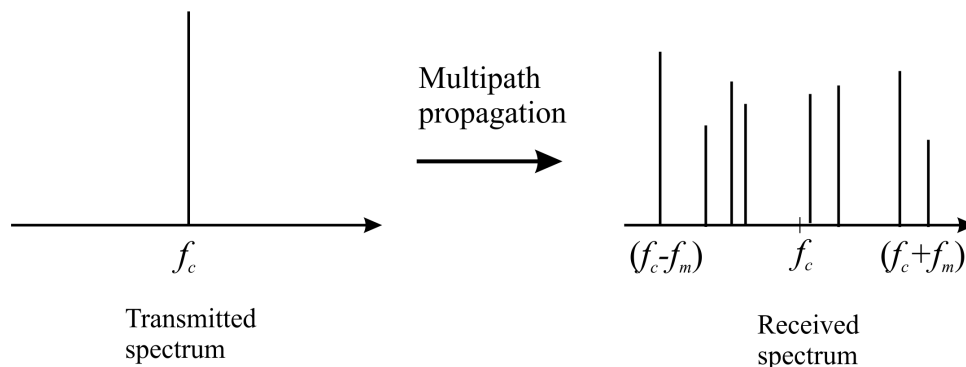 Multipath
propagation
f_c
(f_c-f_m)
f_c
(f_c+f_m)
Transmitted
spectrum
Received
spectrum